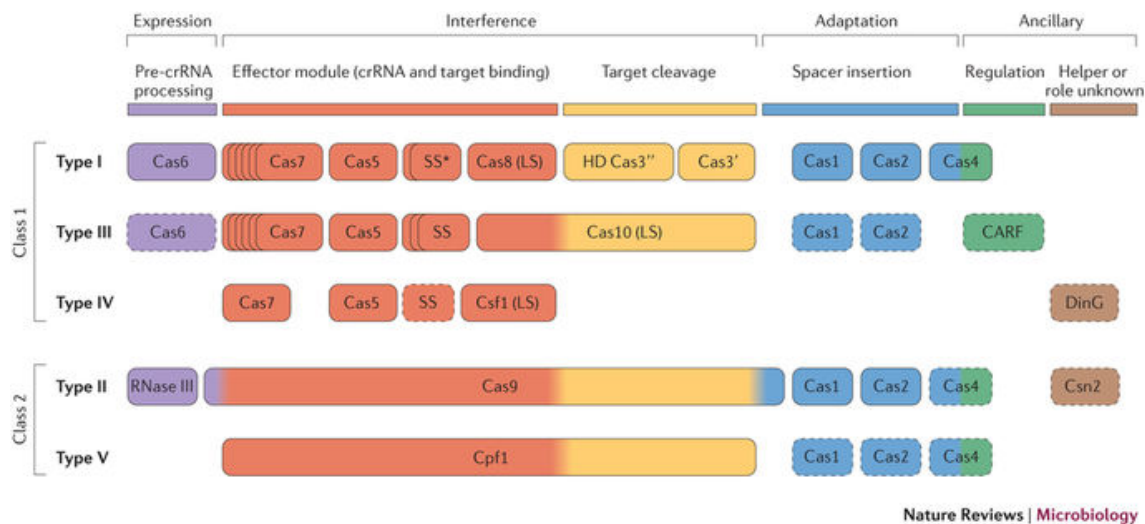 Expression Interference Adaptation Ancillary
Pre-crRNA processing Effector module (crRNA and target binding) Target cleavage Spacer insertion Regulation Helper or role unknown
Class 1
Type I Cas6 Cas7 Cas5 SS* Cas8 (LS) HD Cas3′′ Cas3′ Cas1 Cas2 Cas4
Type III Cas6 Cas7 Cas5 SS Cas10 (LS) Cas1 Cas2 CARF
Type IV Cas7 Cas5 SS Csf1 (LS) DinG
Class 2
Type II RNase III Cas9 Cas1 Cas2 Cas4 Csn2
Type V Cpf1 Cas1 Cas2 Cas4
Nature Reviews | Microbiology